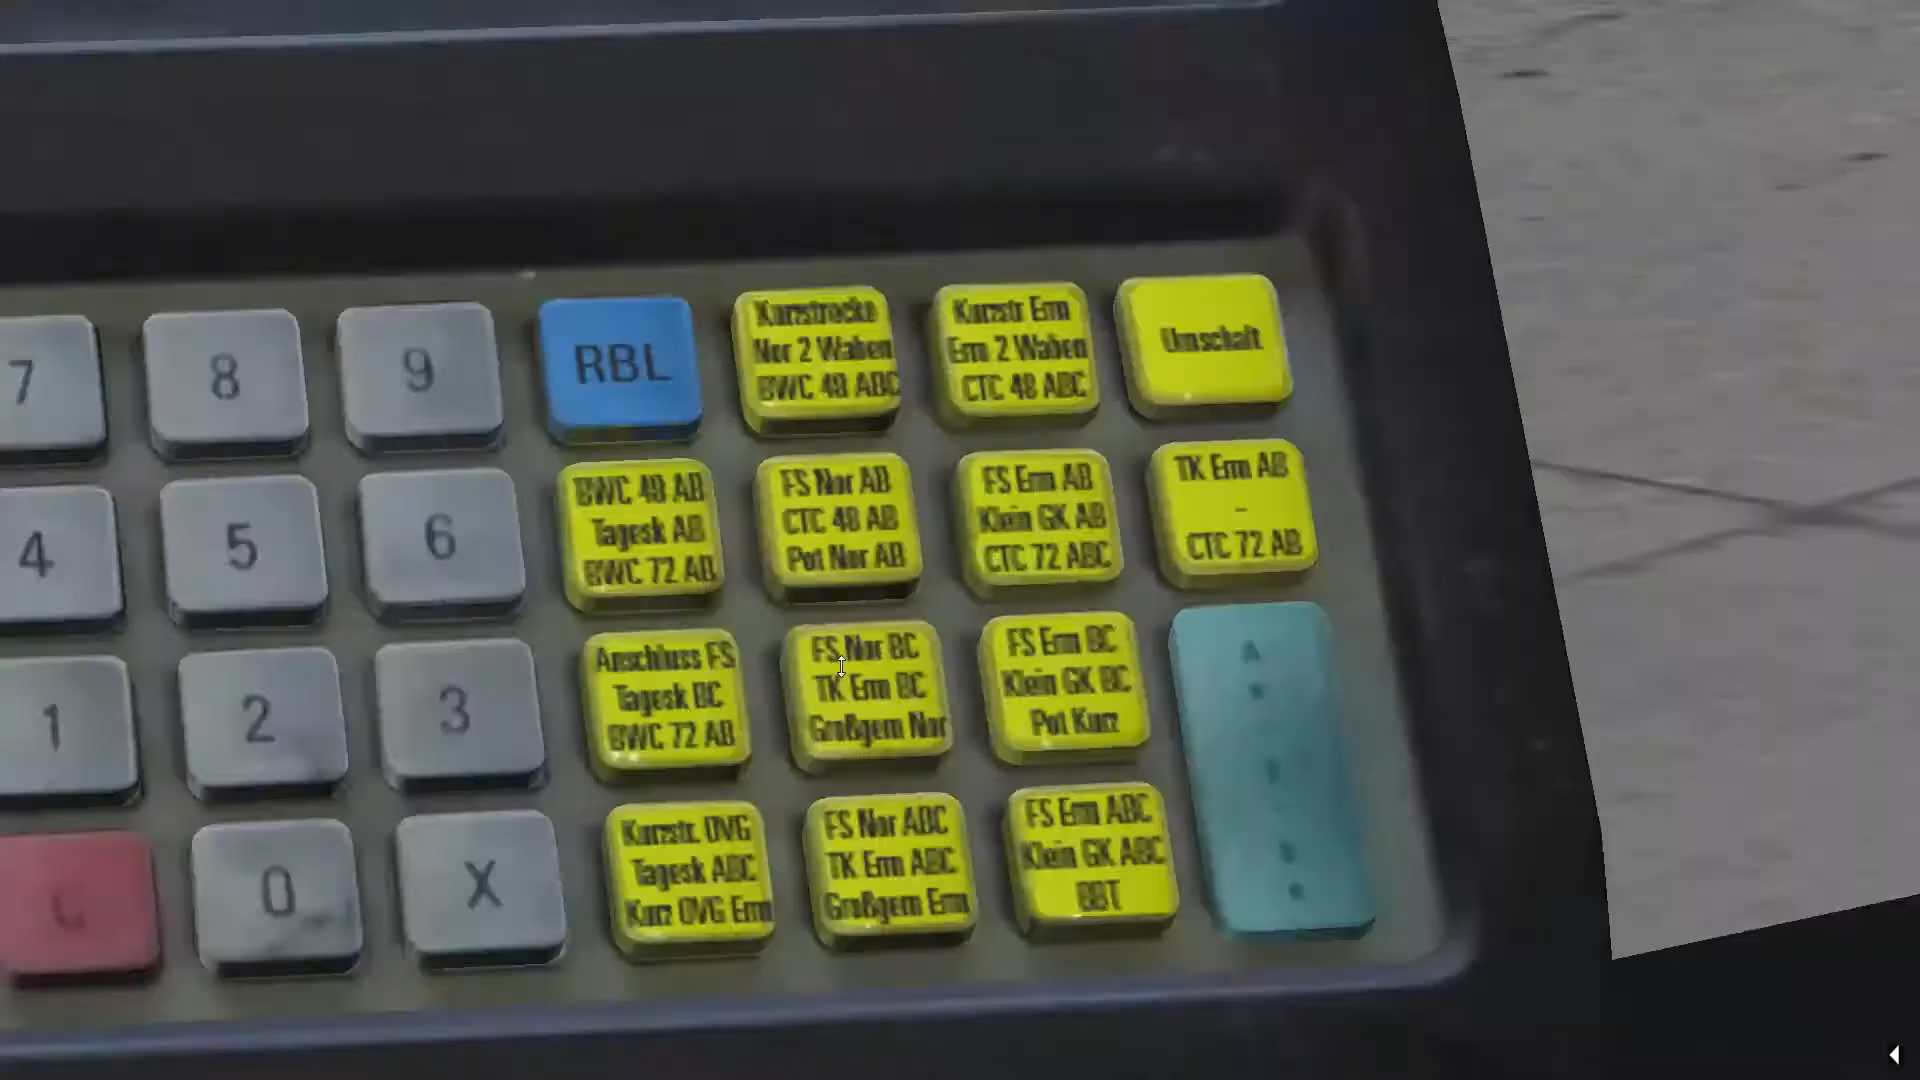 7
8
9
RBL
Kurzstrecke
Nor 2 Waben
BWC 48 ABC
Kurzstr Erm
Erm 2 Waben
CTC 48 ABC
Umschalt
4
5
6
BWC 48 AB
Tagesk AB
BWC 72 AB
FS Nor AB
CTC 48 AB
Pot Nor AB
FS Erm AB
Klein GK AB
CTC 72 ABC
TK Erm AB
-
CTC 72 AB
1
2
3
Anschluss FS
Tagesk BC
BWC 72 AB
FS Nor BC
TK Erm BC
Großgem Nor
FS Erm BC
Klein GK BC
Pot Kurz
C
0
X
Kurzstr. OVG
Tagesk ABC
Kurz OVG Erm
FS Nor ABC
TK Erm ABC
Großgem Erm
FS Erm ABC
Klein GK ABC
BBT